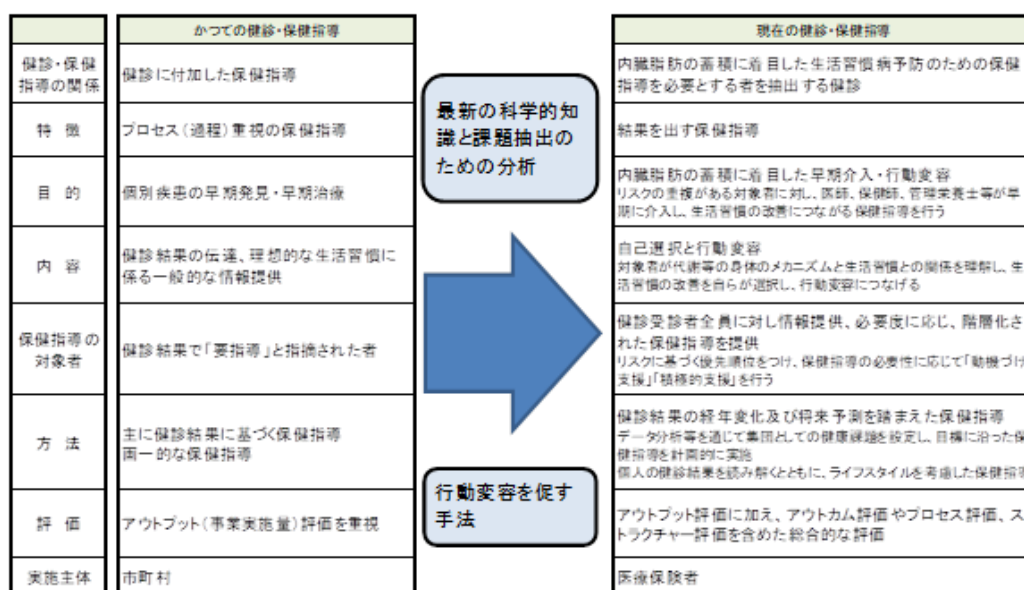 かつての健診・保健指導
現在の健診・保健指導
健診・保健
指導の関係
健診に付加した保健指導
内臓脂肪の蓄積に着目した生活習慣病予防のための保健
指導を必要とする者を抽出する健診
特 徴
プロセス(過程)重視の保健指導
結果を出す保健指導
目 的
個別疾患の早期発見・早期治療
内臓脂肪の蓄積に着目した早期介入・行動変容
リスクの重複がある対象者に対し、医師、保健師、管理栄養士等が早
期に介入し、生活習慣の改善につながる保健指導を行う
内 容
健診結果の伝達、理想的な生活習慣に
係る一般的な情報提供
自己選択と行動変容
対象者が代謝等の身体のメカニズムと生活習慣との関係を理解し、生
活習慣の改善を自らが選択し、行動変容につなげる
保健指導の
対象者
健診結果で「要指導」と指摘された者
健診受診者全員に対し情報提供、必要度に応じ、階層化さ
れた保健指導を提供
リスクに基づく優先順位をつけ、保健指導の必要性に応じて「動機づけ
支援」「積極的支援」を行う
方 法
主に健診結果に基づく保健指導
画一的な保健指導
健診結果の経年変化及び将来予測を踏まえた保健指導
データ分析等を通じて集団としての健康課題を設定し、目標に沿った保
健指導を計画的に実施
個人の健診結果を読み解くとともに、ライフスタイルを考慮した保健指導
評 価
アウトプット(事業実施量)評価を重視
アウトプット評価に加え、アウトカム評価やプロセス評価、ス
トラクチャー評価を含めた総合的な評価
実施主体
市町村
医療保険者
最新の科学的知
識と課題抽出の
ための分析
行動変容を促す
手法